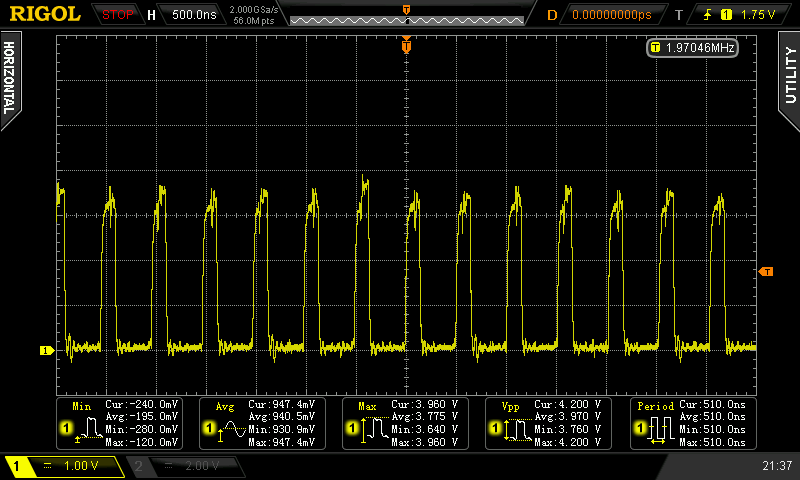 RIGOL STOP H 500.0ns 2.000GSa/s 56.0M pts D 0.00000000ps T 1 1.75 V
T 1.97046MHz
HORIZONTAL
UTILITY
T
1
Min Cur:-240.0mV Avg:-195.0mV Min:-280.0mV Max:-120.0mV
Avg Cur:947.4mV Avg:940.5mV Min:930.9mV Max:947.4mV
Max Cur:3.960 V Avg:3.775 V Min:3.640 V Max:3.960 V
Vpp Cur:4.200 V Avg:3.970 V Min:3.760 V Max:4.200 V
Period Cur:510.0ns Avg:510.0ns Min:510.0ns Max:510.0ns
1 1.00 V 2 2.00 V 21:37